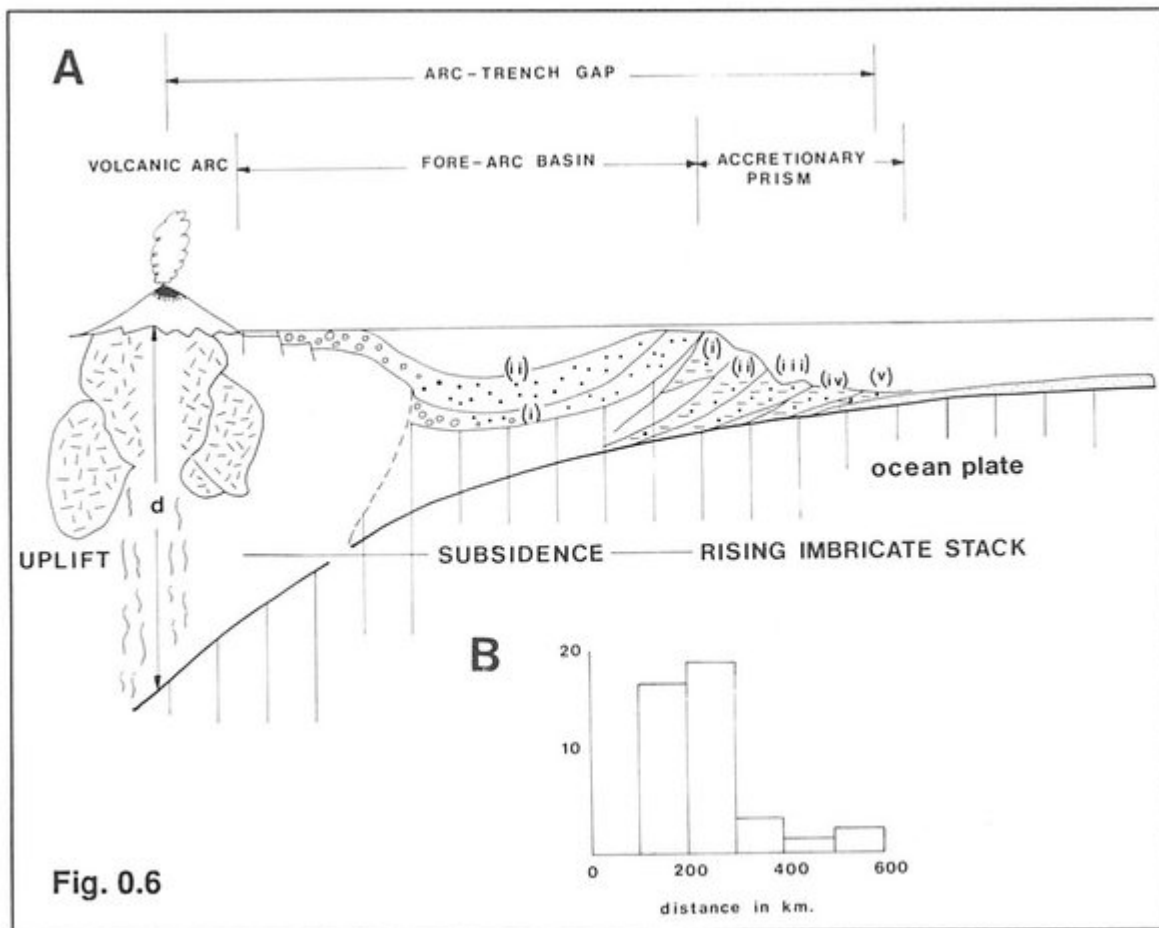 A
ARC-TRENCH GAP
VOLCANIC ARC
FORE-ARC BASIN
ACCRETIONARY
PRISM
(ii)
(i)
(i)
(ii)
(iii)
(iv)
(v)
d
ocean plate
UPLIFT
SUBSIDENCE
RISING IMBRICATE STACK
B
20
10
0
200
400
600
distance in km.
Fig. 0.6